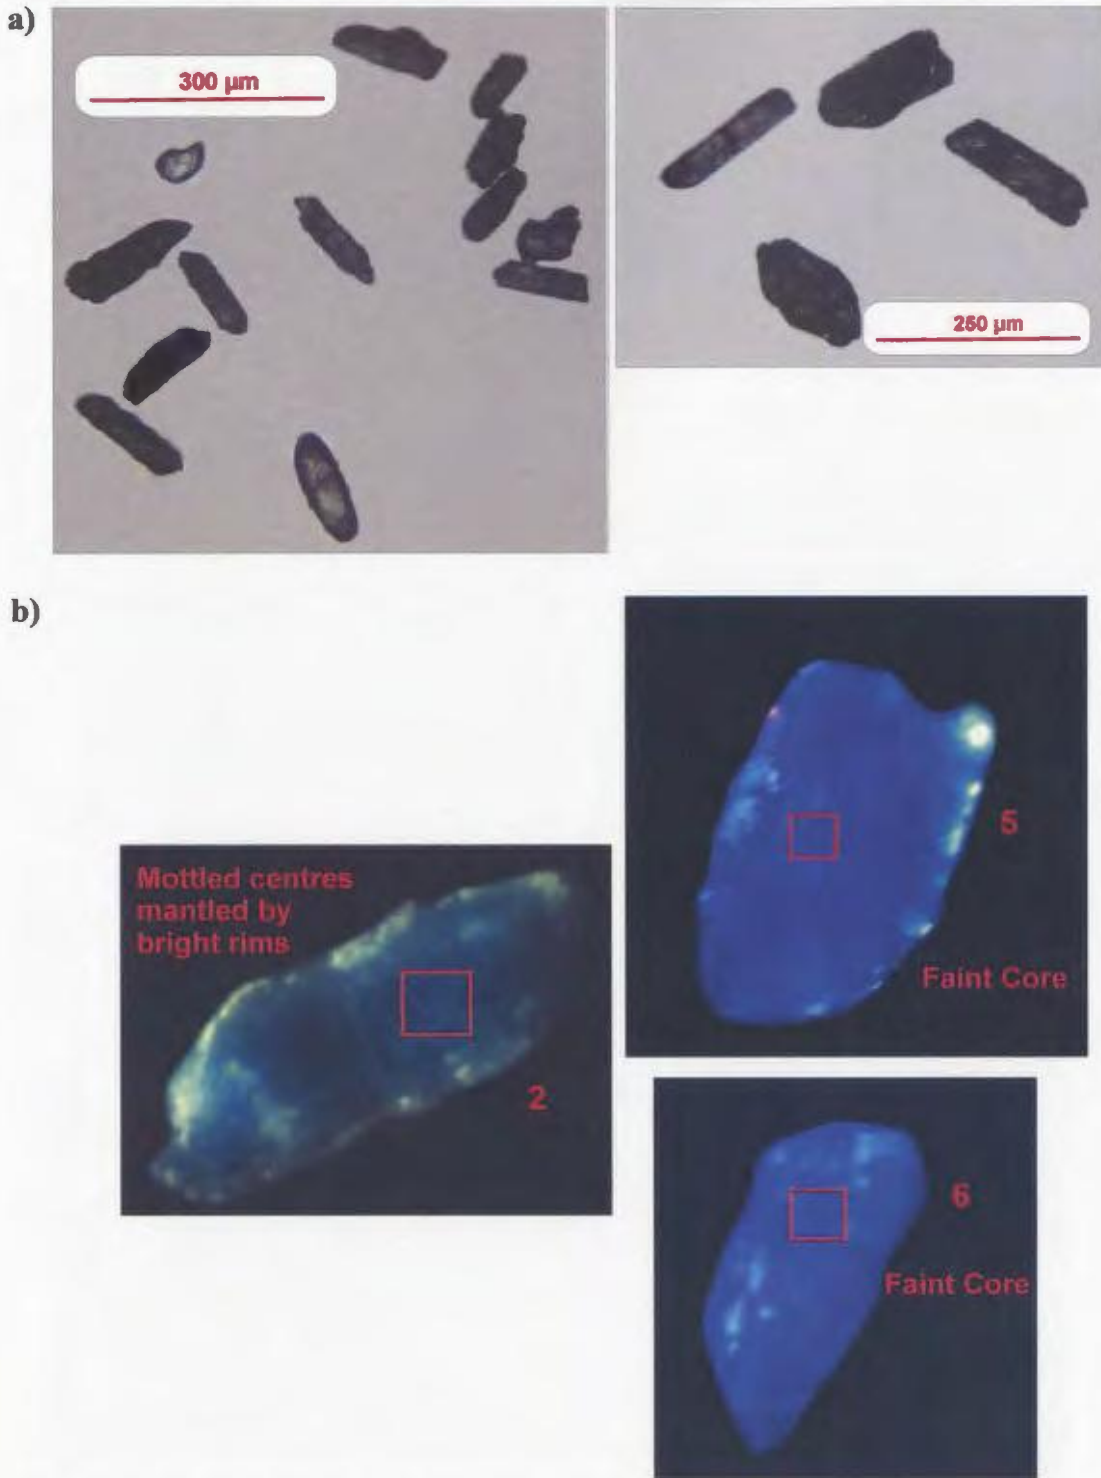 a)
300 µm
250 µm
b)
Mottled centres
mantled by
bright rims
2
5
Faint Core
6
Faint Core